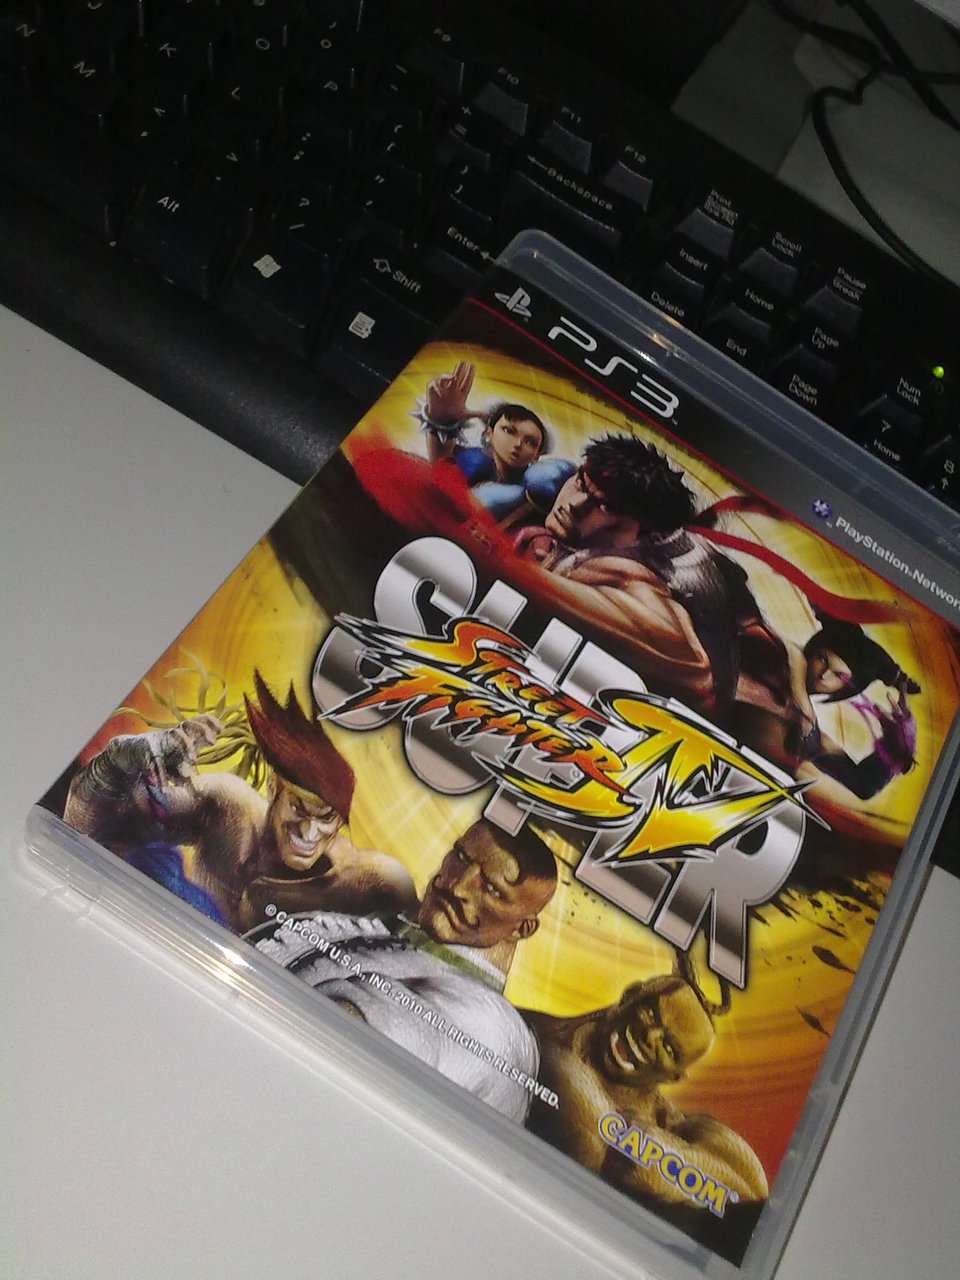 N
K
O
M
L
P
F9
F10
F11
F12
+
=
Backspace
Print
Screen
Scroll
Lock
Pause
Break
Alt
?
/
Enter
Shift
Insert
Home
Page
Up
Delete
End
Page
Down
Num
Lock
7
Home
8
PS3
PlayStation Network
SUPER
STREET
FIGHTER IV
©CAPCOM U.S.A., INC. 2010 ALL RIGHTS RESERVED.
CAPCOM